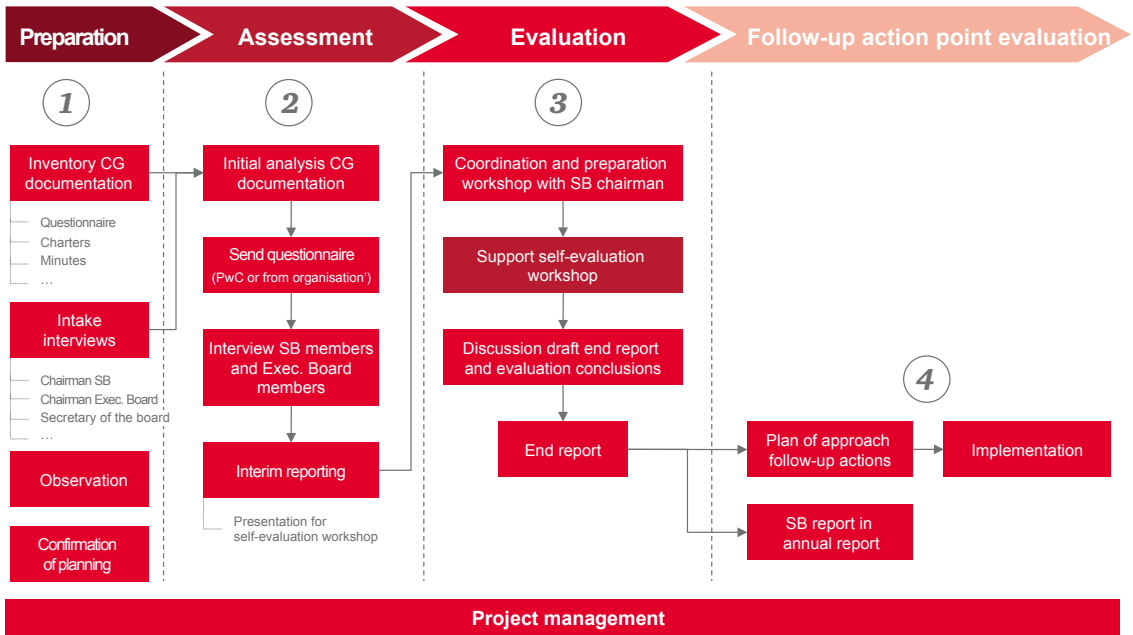 Preparation
Assessment
Evaluation
Follow-up action point evaluation
1
2
3
Inventory CG
documentation
Questionnaire
Charters
Minutes
…
Intake
interviews
Chairman SB
Chairman Exec. Board
Secretary of the board
…
Observation
Confirmation
of planning
Initial analysis CG
documentation
Send questionnaire
(PwC or from organisation’)
Interview SB members
and Exec. Board
members
Interim reporting
Presentation for
self-evaluation workshop
Coordination and preparation
workshop with SB chairman
Support self-evaluation
workshop
Discussion draft end report
and evaluation conclusions
End report
4
Plan of approach
follow-up actions
Implementation
SB report in
annual report
Project management